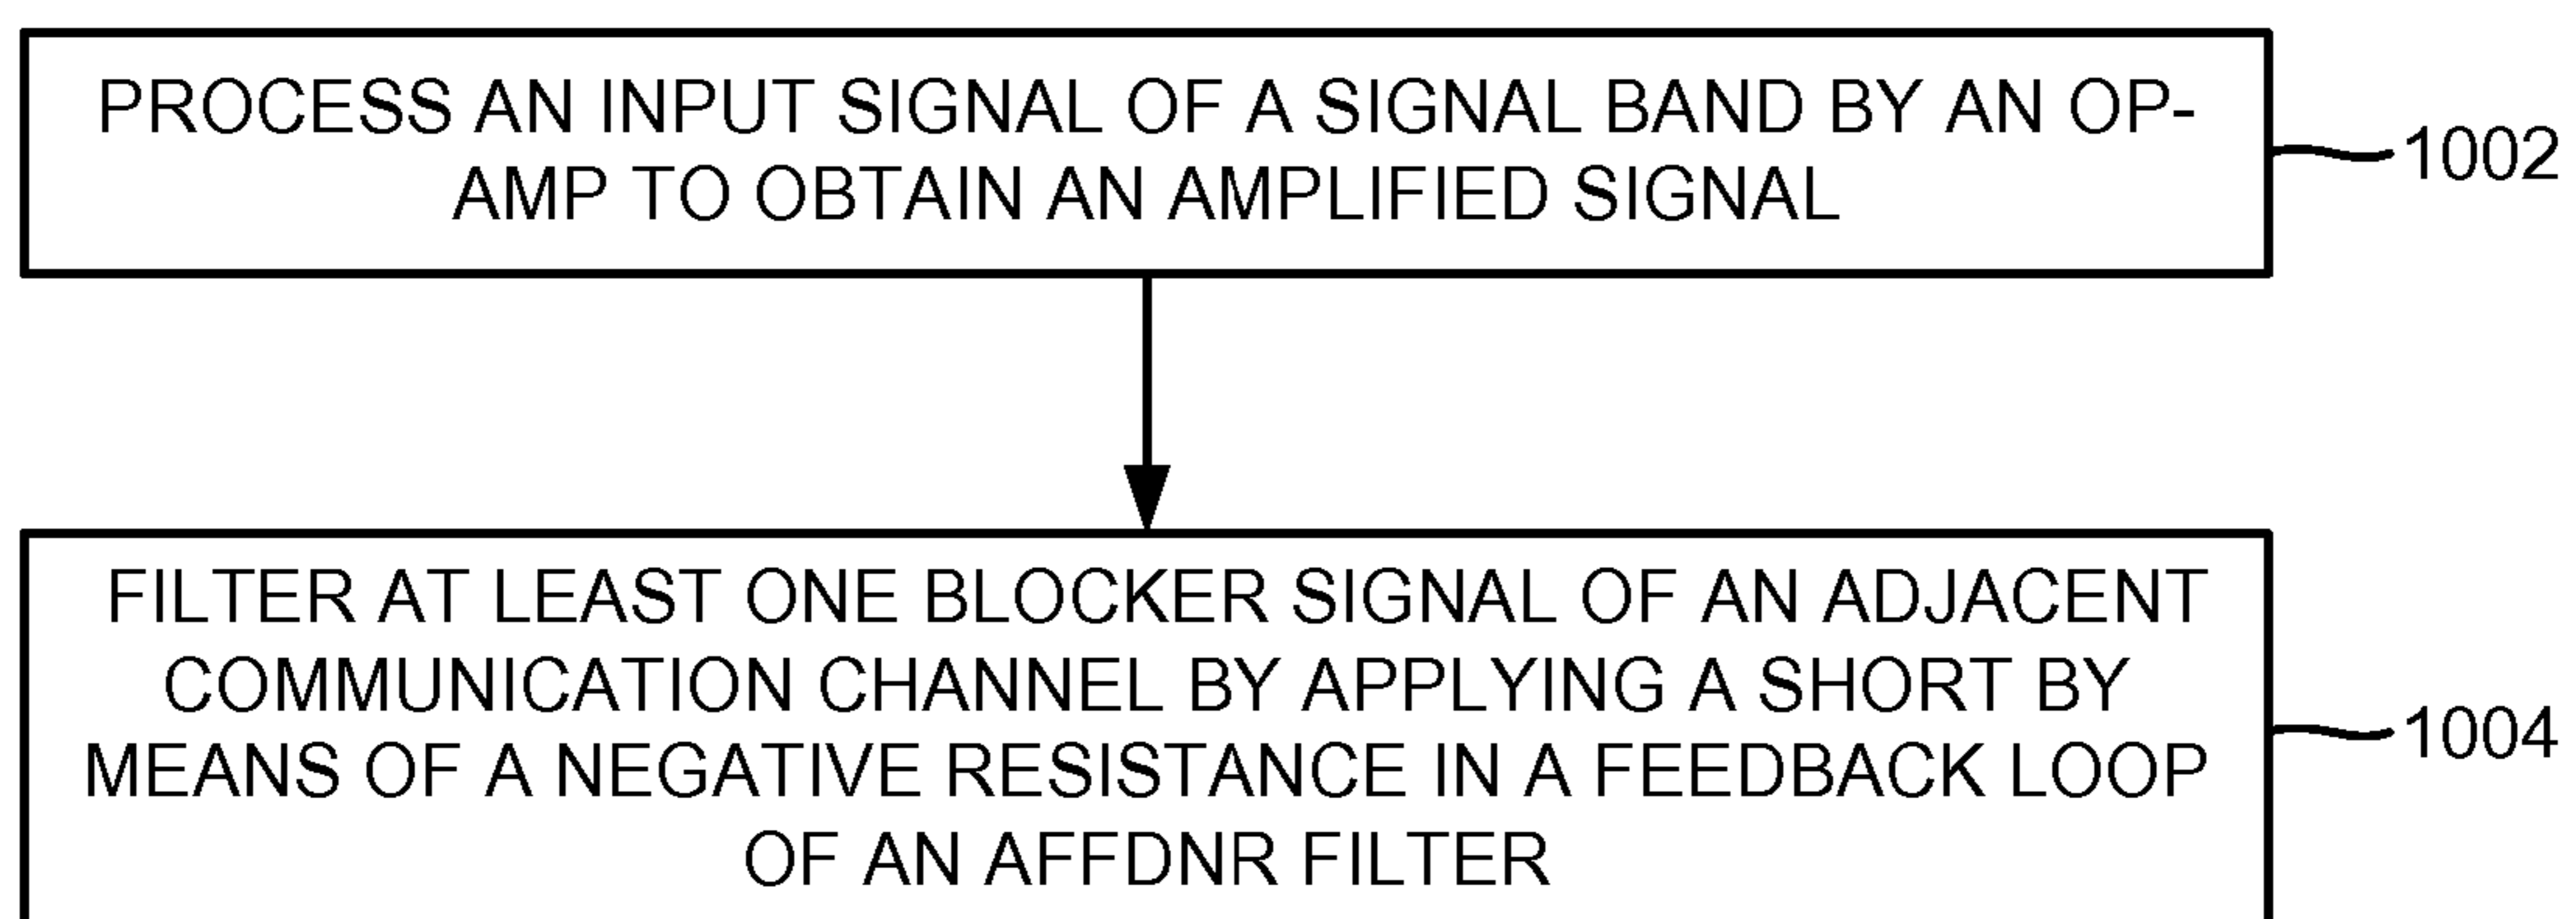 PROCESS AN INPUT SIGNAL OF A SIGNAL BAND BY AN OP-
AMP TO OBTAIN AN AMPLIFIED SIGNAL
1002
FILTER AT LEAST ONE BLOCKER SIGNAL OF AN ADJACENT
COMMUNICATION CHANNEL BY APPLYING A SHORT BY
MEANS OF A NEGATIVE RESISTANCE IN A FEEDBACK LOOP
OF AN AFFDNR FILTER
1004